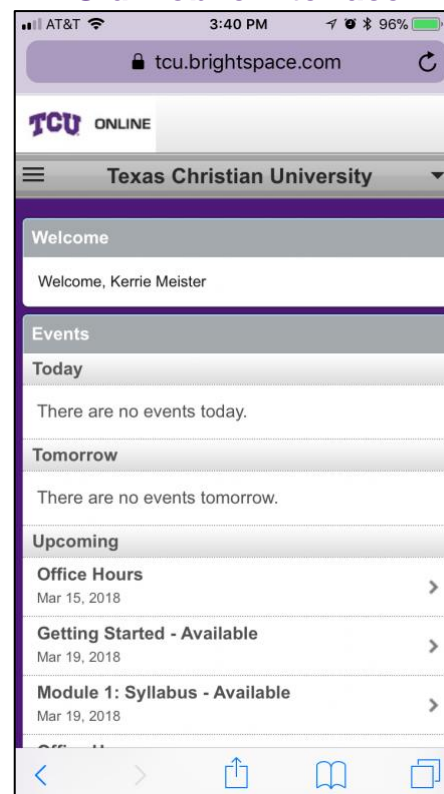 AT&T 3:40 PM 96%
tcu.brightspace.com
TCU ONLINE
Texas Christian University
Welcome
Welcome, Kerrie Meister
Events
Today
There are no events today.
Tomorrow
There are no events tomorrow.
Upcoming
Office Hours
Mar 15, 2018
Getting Started - Available
Mar 19, 2018
Module 1: Syllabus - Available
Mar 19, 2018